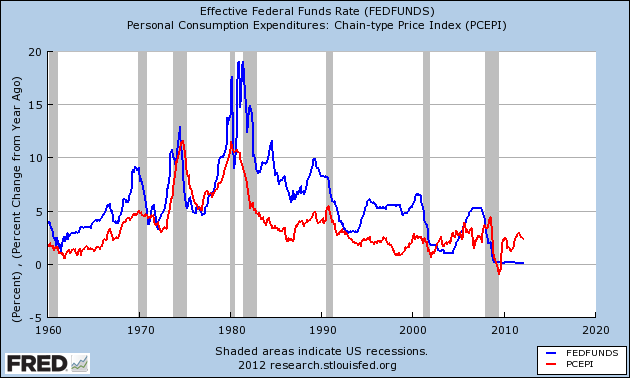 Effective Federal Funds Rate (FEDFUNDS)
Personal Consumption Expenditures: Chain-type Price Index (PCEPI)
(Percent) , (Percent Change from Year Ago)
20
15
10
5
0
-5
1960
1970
1980
1990
2000
2010
2020
Shaded areas indicate US recessions.
2012 research.stlouisfed.org
FRED
FEDFUNDS
PCEPI